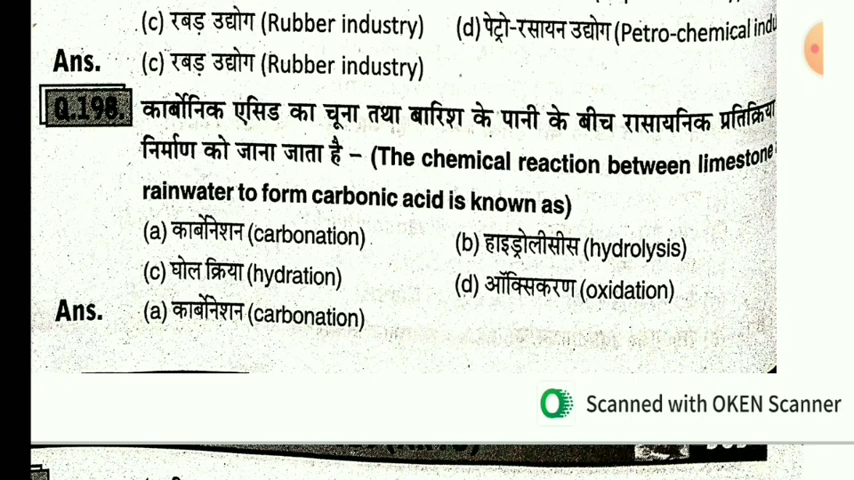 (c) रबड़ उद्योग (Rubber industry) (d) पेट्रो-रसायन उद्योग (Petro-chemical
Ans. (c) रबड़ उद्योग (Rubber industry)
Q.198. कार्बोनिक एसिड का चूना तथा बारिश के पानी के बीच रासायनिक प्रतिक्रिया
निर्माण को जाना जाता है – (The chemical reaction between limestone
rainwater to form carbonic acid is known as)
(a) कार्बोनेशन (carbonation) (b) हाइड्रोलीसीस (hydrolysis)
(c) घोल क्रिया (hydration) (d) ऑक्सिकरण (oxidation)
Ans. (a) कार्बोनेशन (carbonation)
Scanned with OKEN Scanner